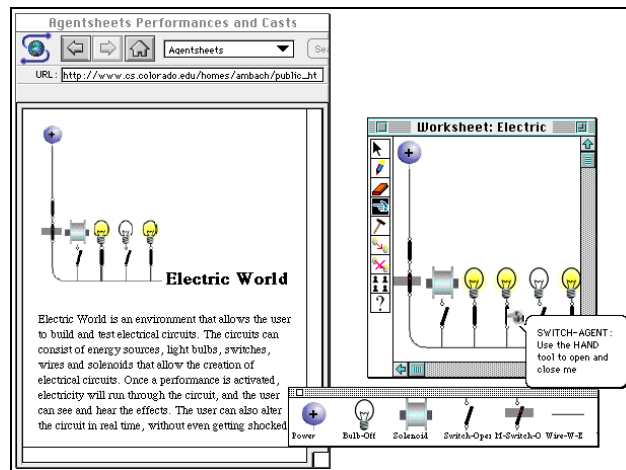 Agentsheets Performances and Casts
Agentsheets
Sea
URL: http://www.cs.colorado.edu/homes/ambach/public_ht
Electric World
Electric World is an environment that allows the user
to build and test electrical circuits. The circuits can
consist of energy sources, light bulbs, switches,
wires and solenoids that allow the creation of
electrical circuits. Once a performance is activated,
electricity will run through the circuit, and the user
can see and hear the effects. The user can also alter
the circuit in real time, without even getting shocked
Worksheet: Electric
?
SWITCH-AGENT:
Use the HAND
tool to open and
close me
Power Bulb-Off Solenoid Switch-Oper M-Switch-O Wire-W-E